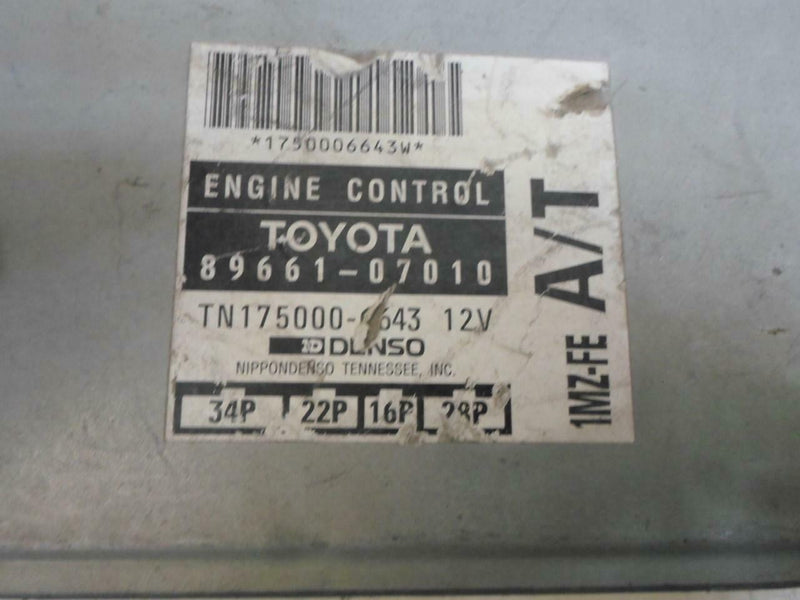 *1750006643W*
ENGINE CONTROL
TOYOTA
89661-07010
TN175000-6643 12V
DENSO
NIPPONDENSO TENNESSEE, INC.
34P 22P 16P 28P
1MZ-FE A/T